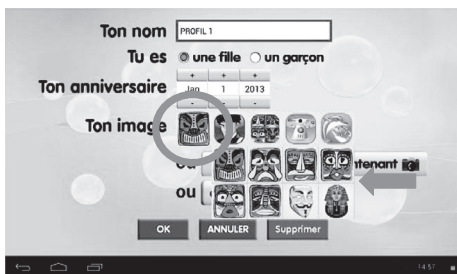 Ton nom PROFIL 1
Tu es une fille un garçon
+ + +
Ton anniversaire Jan 1 2013
- - -
Ton image
ou
ou
OK ANNULER Supprimer
14:57